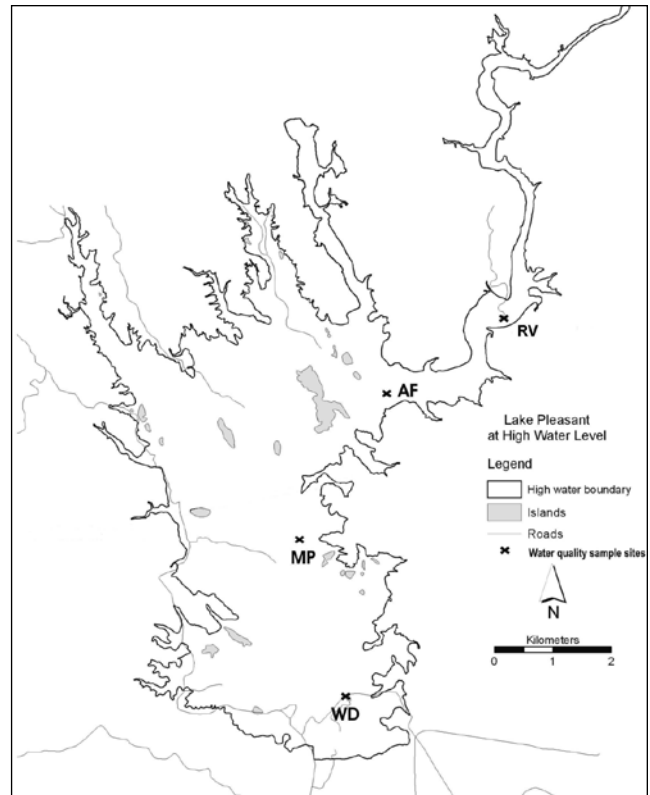 RV
AF
Lake Pleasant
at High Water Level
Legend
High water boundary
Islands
Roads
MP
Water quality sample sites
N
Kilometers
0 1 2
WD